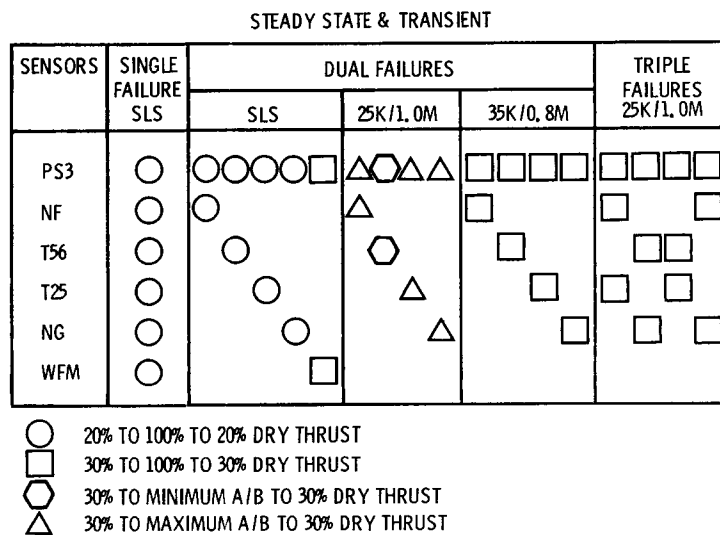 STEADY STATE & TRANSIENT
SENSORS
SINGLE
FAILURE
SLS
DUAL FAILURES
SLS
25K/1.0M
35K/0.8M
TRIPLE
FAILURES
25K/1.0M
PS3
NF
T56
T25
NG
WFM
20% TO 100% TO 20% DRY THRUST
30% TO 100% TO 30% DRY THRUST
30% TO MINIMUM A/B TO 30% DRY THRUST
30% TO MAXIMUM A/B TO 30% DRY THRUST